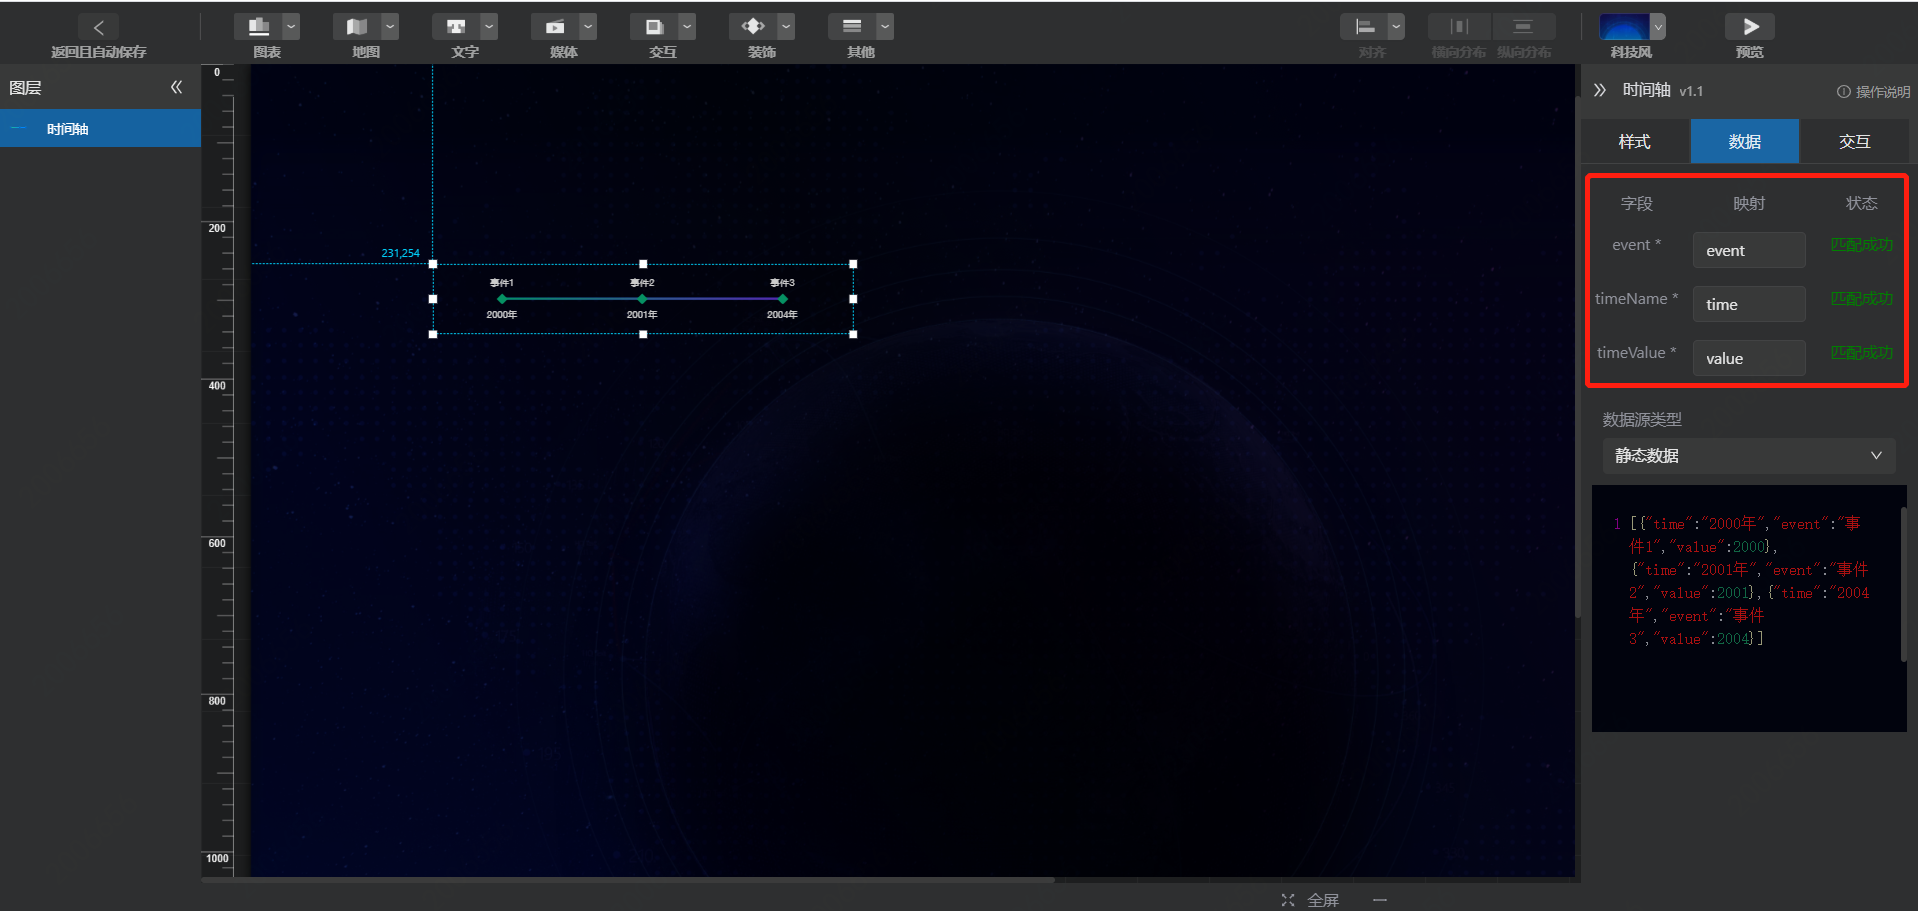 返回且自动保存
图表
地图
文字
媒体
交互
装饰
其他
对齐
横向分布
纵向分布
科技风
预览
图层
时间轴
0
200
400
600
800
1000
231,254
事件1
事件2
事件3
2000年
2001年
2004年
时间轴 v1.1
操作说明
样式
数据
交互
字段
映射
状态
event *
event
匹配成功
timeName *
time
匹配成功
timeValue *
value
匹配成功
数据源类型
静态数据
1 [{"time":"2000年","event":"事
件1","value":2000},
{"time":"2001年","event":"事件
2","value":2001},{"time":"2004
年","event":"事件
3","value":2004}]
全屏